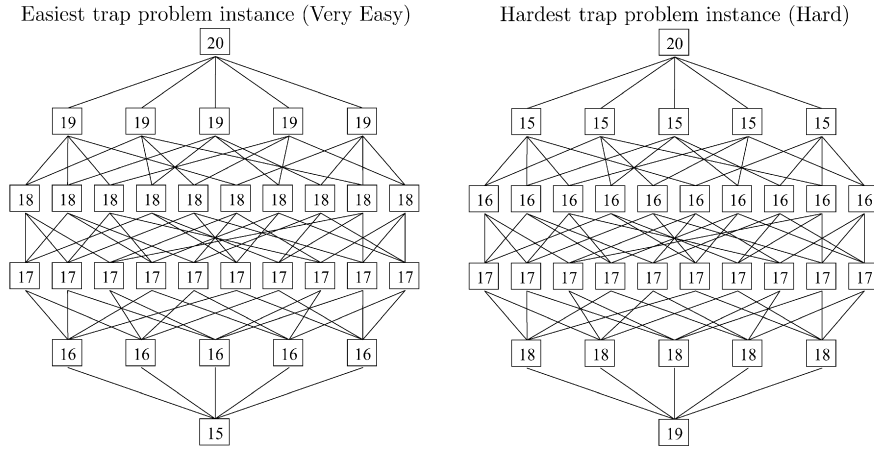 Easiest trap problem instance (Very Easy)
20
19 19 19 19 19
18 18 18 18 18 18 18 18 18 18
17 17 17 17 17 17 17 17 17 17
16 16 16 16 16
15
Hardest trap problem instance (Hard)
20
15 15 15 15 15
16 16 16 16 16 16 16 16 16 16
17 17 17 17 17 17 17 17 17 17
18 18 18 18 18
19